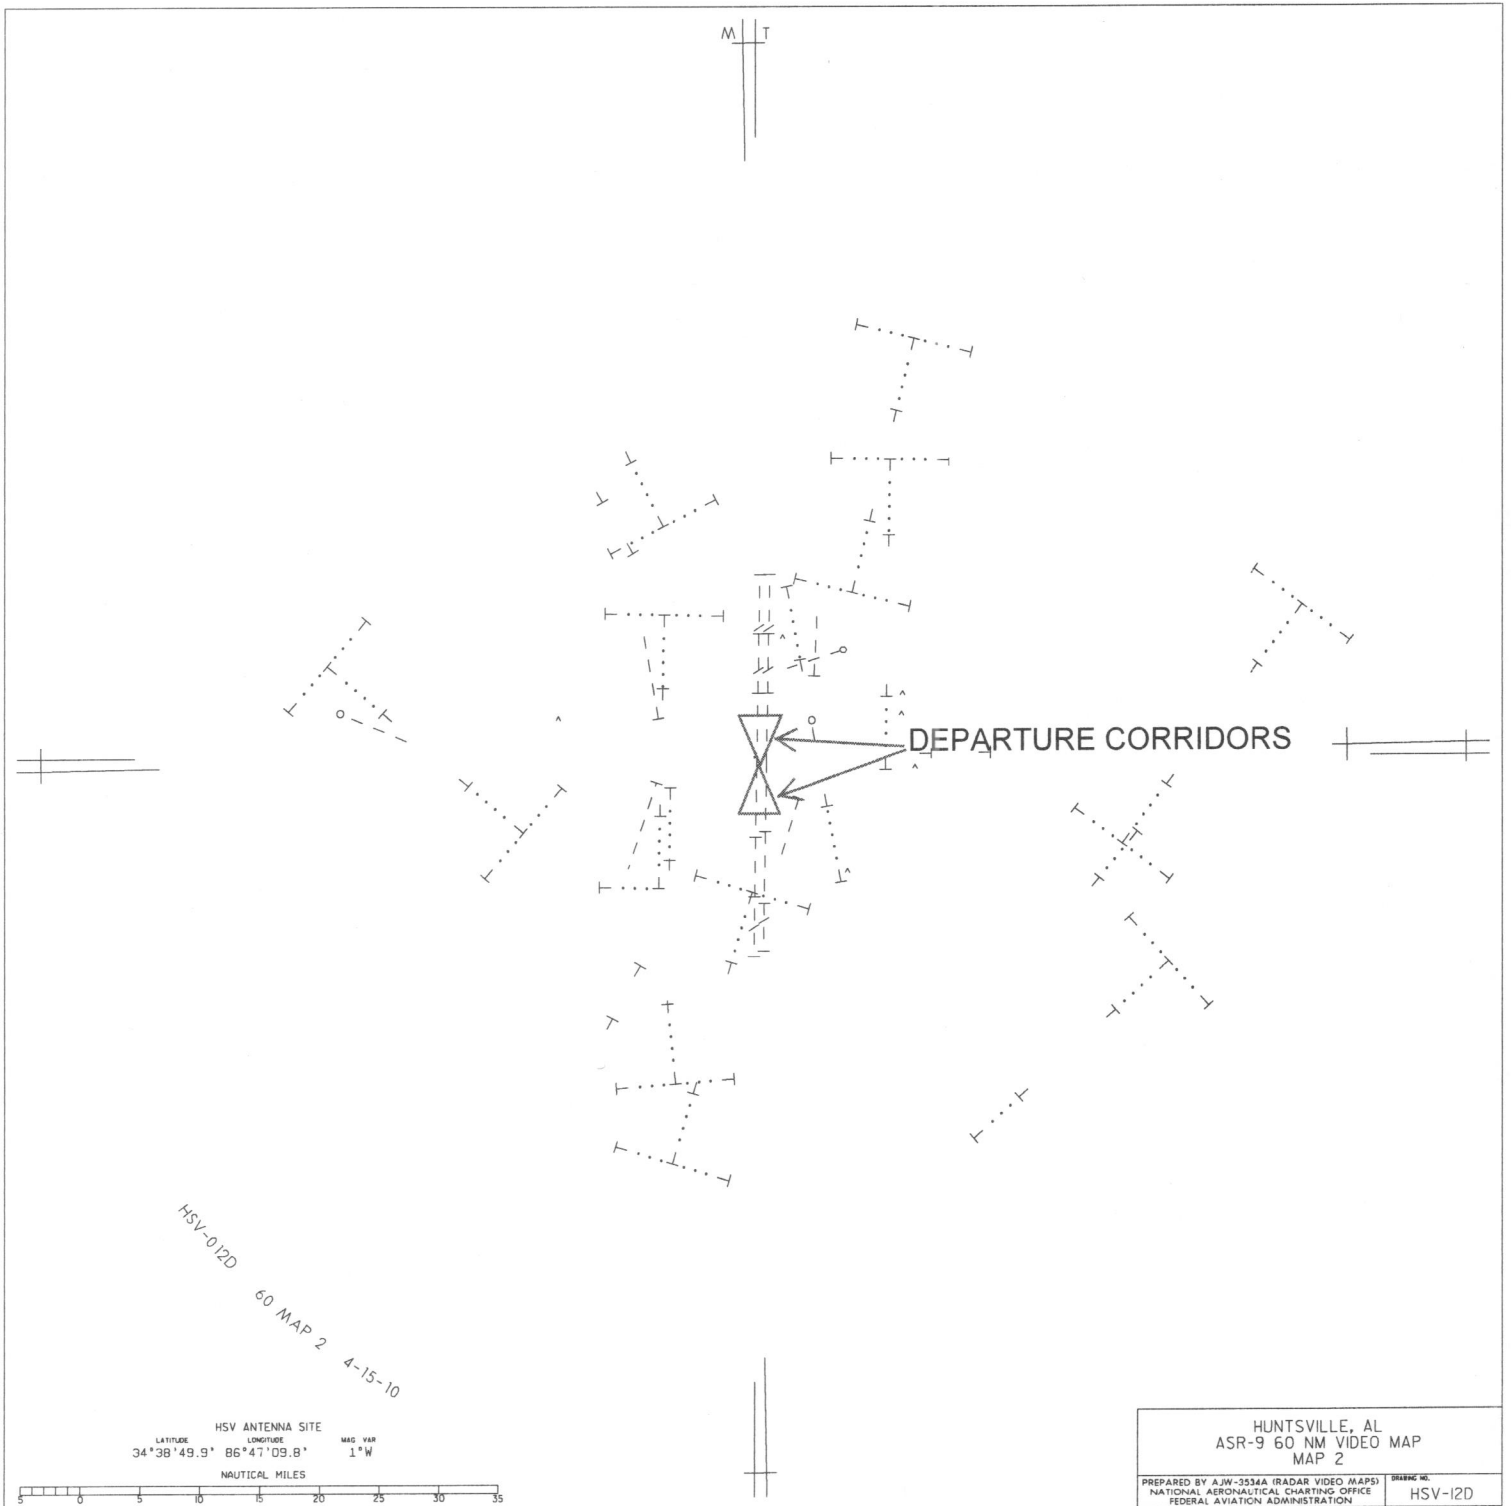 M T
DEPARTURE CORRIDORS
HSV-012D 60 MAP 2 4-15-10
HSV ANTENNA SITE
LATITUDE LONGITUDE MAG VAR
34°38'49.9" 86°47'09.8" 1°W
NAUTICAL MILES
5 0 5 10 15 20 25 30 35
HUNTSVILLE, AL
ASR-9 60 NM VIDEO MAP
MAP 2
PREPARED BY AJW-3534A (RADAR VIDEO MAPS)
NATIONAL AERONAUTICAL CHARTING OFFICE
FEDERAL AVIATION ADMINISTRATION
DRAWING NO.
HSV-12D